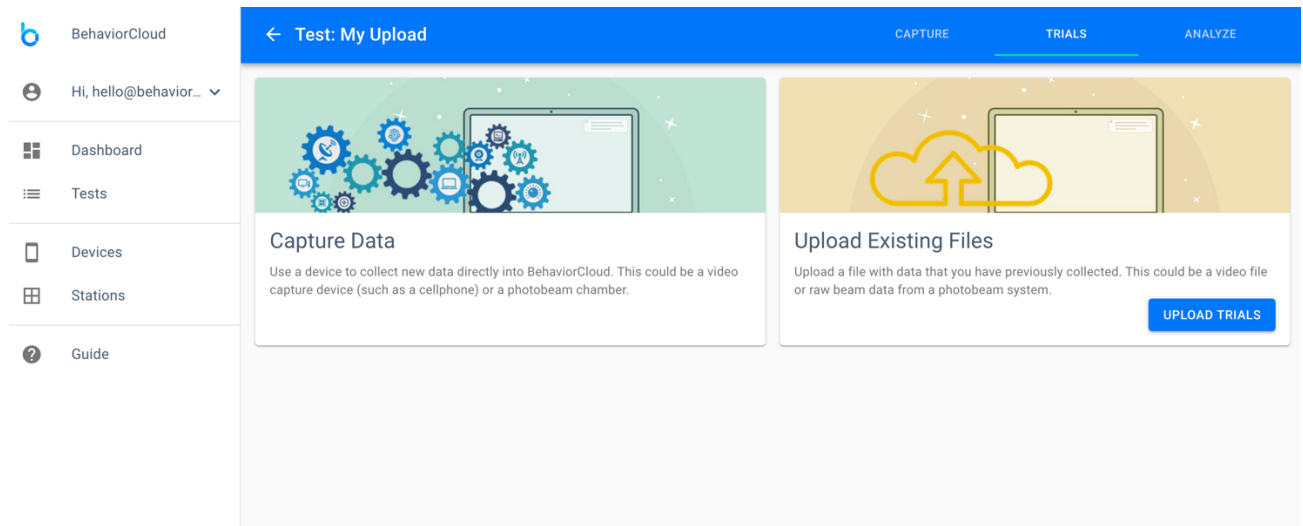 BehaviorCloud
Hi, hello@behavior...
Dashboard
Tests
Devices
Stations
Guide
Test: My Upload
CAPTURE
TRIALS
ANALYZE
Capture Data
Use a device to collect new data directly into BehaviorCloud. This could be a video
capture device (such as a cellphone) or a photobeam chamber.
Upload Existing Files
Upload a file with data that you have previously collected. This could be a video file
or raw beam data from a photobeam system.
UPLOAD TRIALS